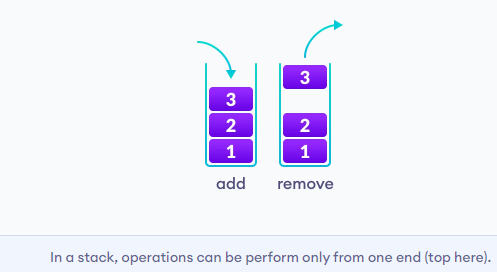 3
3
2
2
1
1
add
remove
In a stack, operations can be perform only from one end (top here).